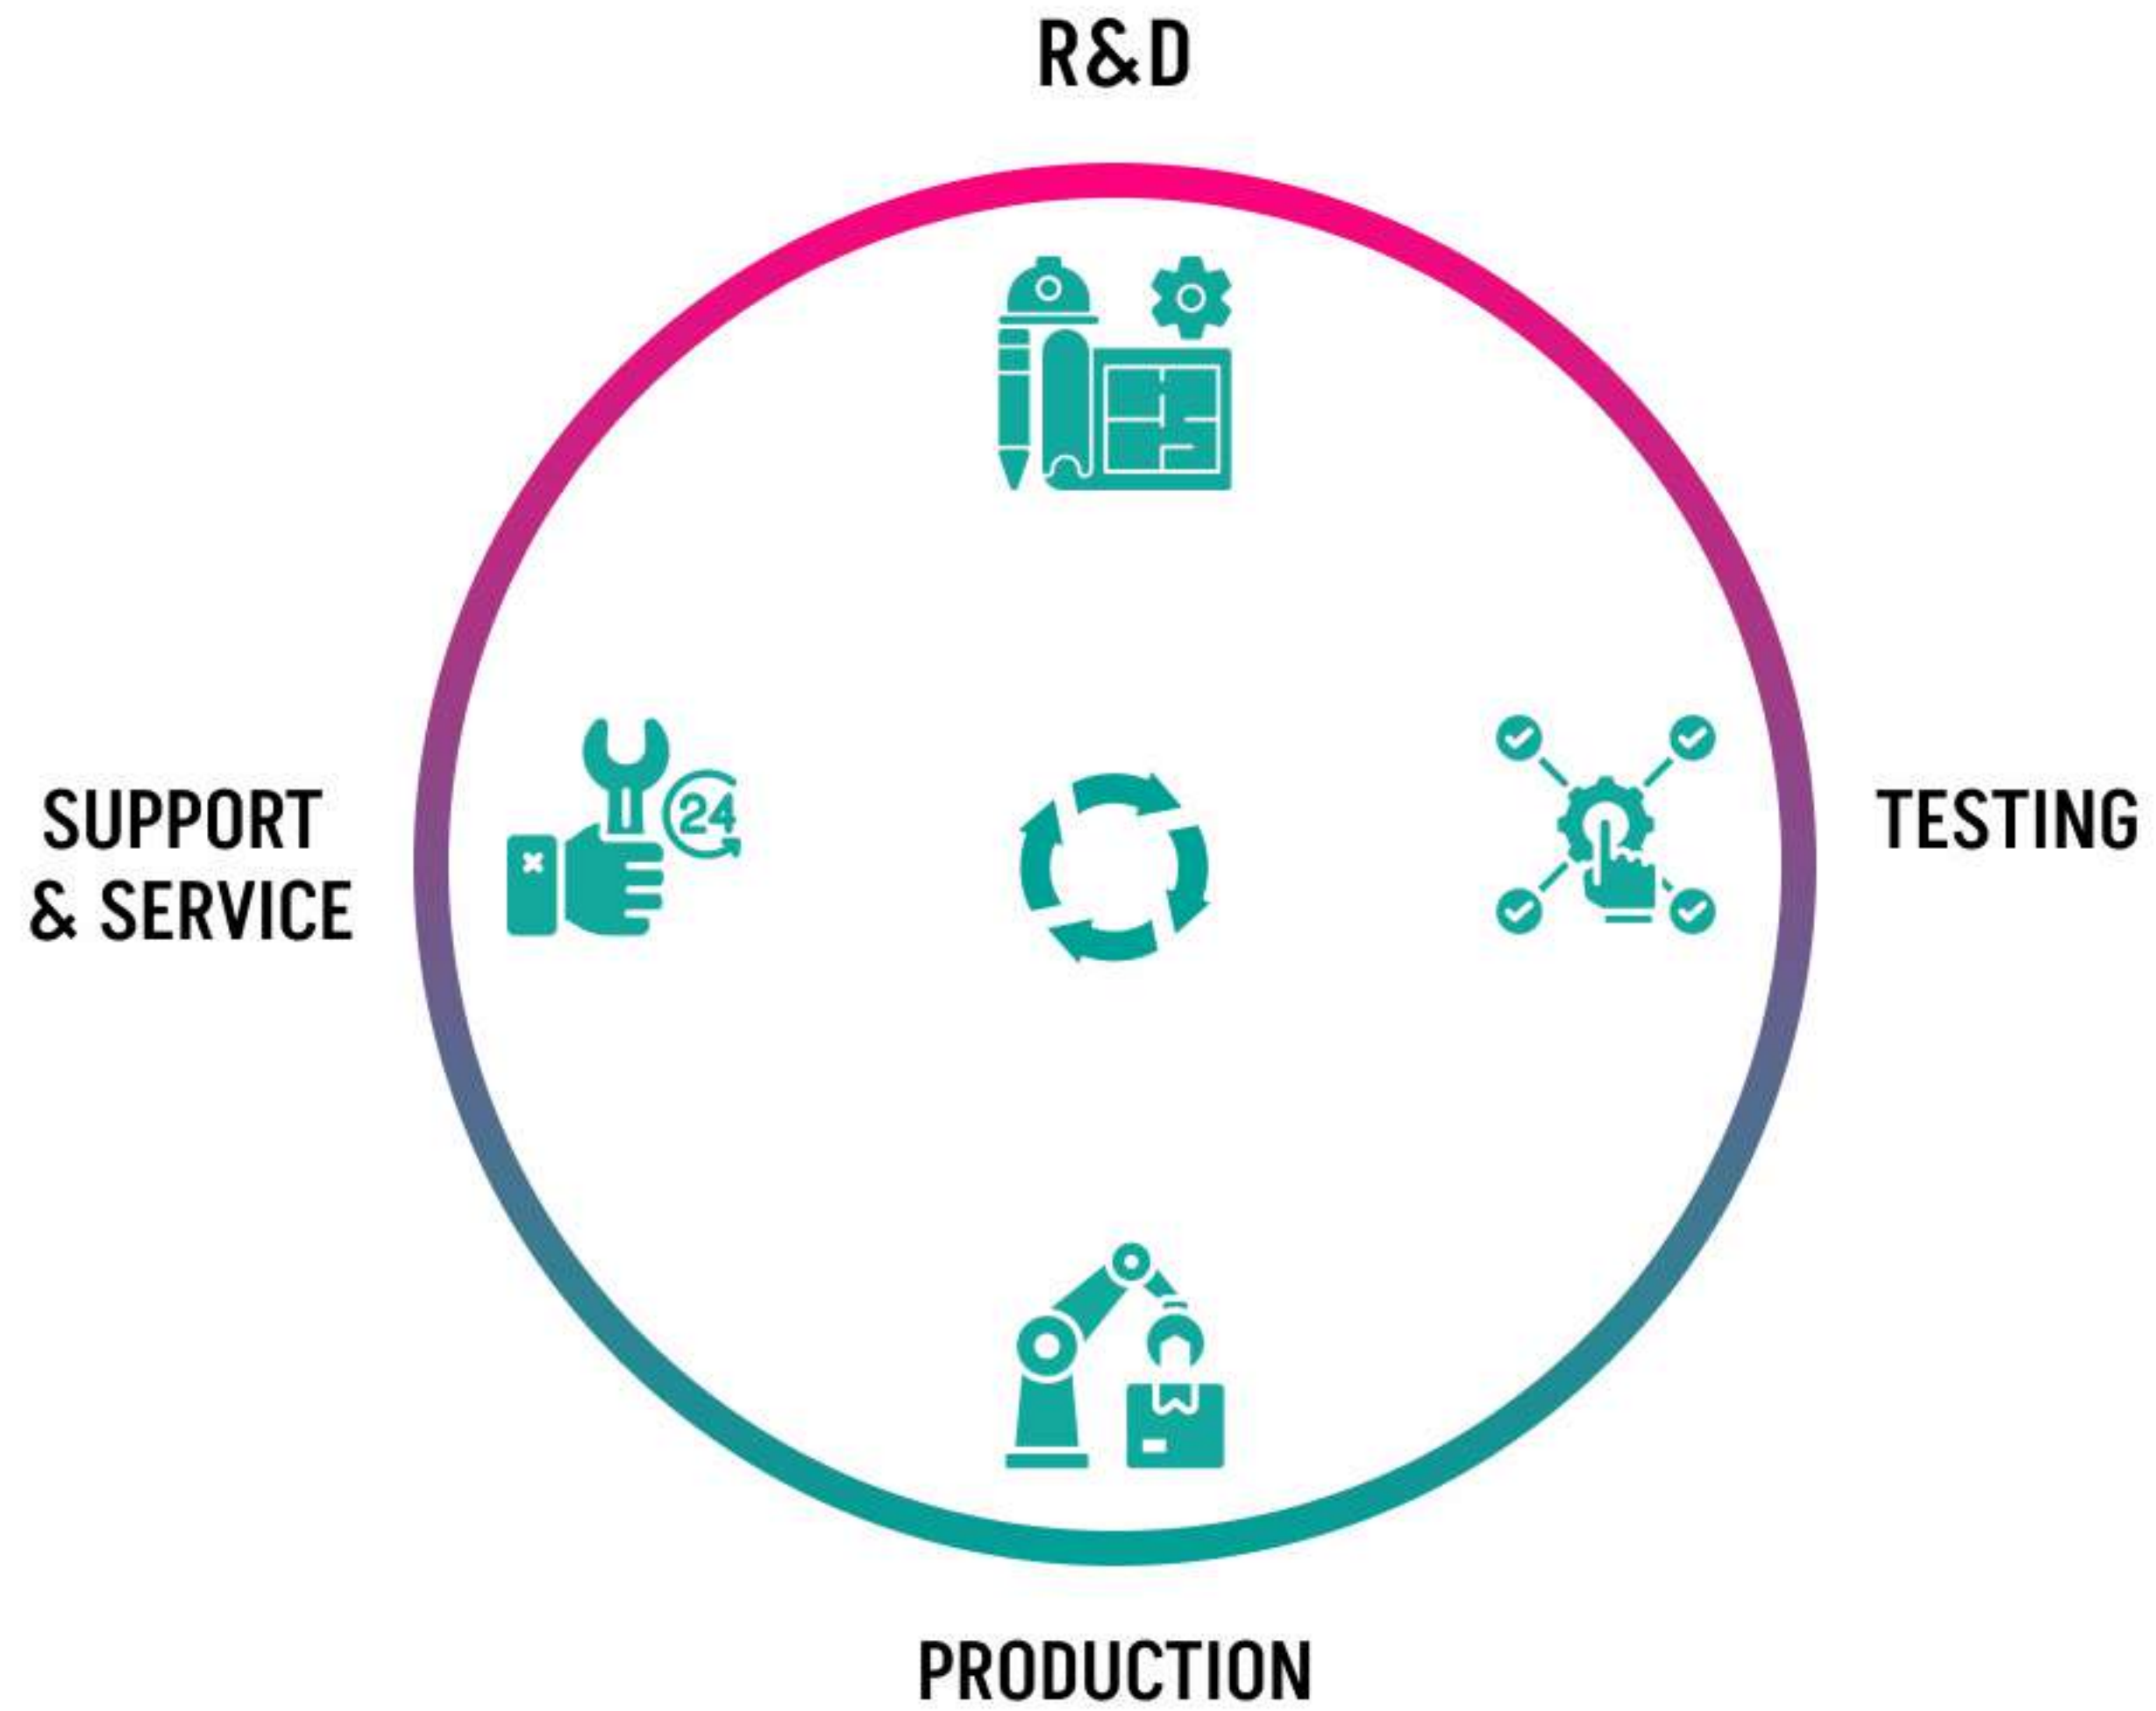 R&D
SUPPORT
& SERVICE
24
TESTING
PRODUCTION